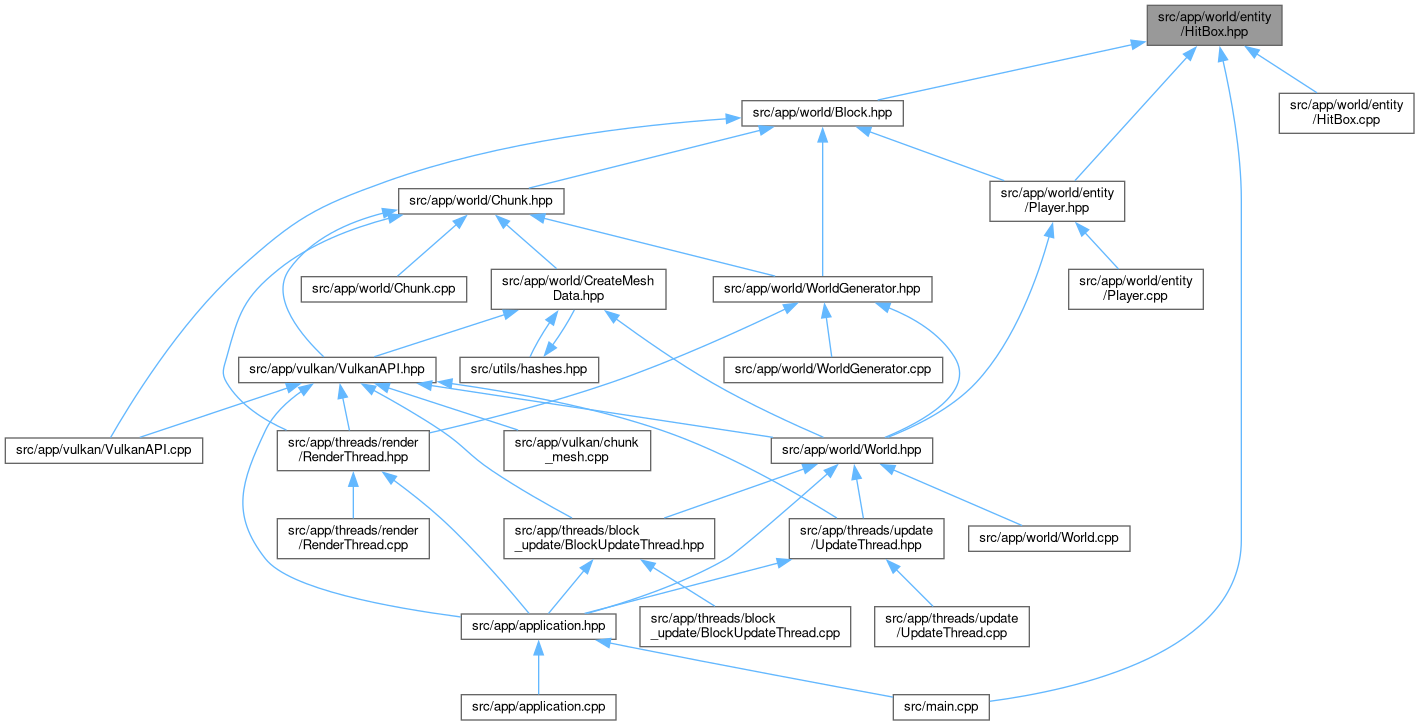 src/app/world/entity
/HitBox.hpp
src/app/world/Block.hpp
src/app/world/entity
/HitBox.cpp
src/app/world/Chunk.hpp
src/app/world/entity
/Player.hpp
src/app/world/Chunk.cpp
src/app/world/CreateMesh
Data.hpp
src/app/world/WorldGenerator.hpp
src/app/world/entity
/Player.cpp
src/app/vulkan/VulkanAPI.hpp
src/utils/hashes.hpp
src/app/world/WorldGenerator.cpp
src/app/vulkan/VulkanAPI.cpp
src/app/threads/render
/RenderThread.hpp
src/app/vulkan/chunk
_mesh.cpp
src/app/world/World.hpp
src/app/threads/render
/RenderThread.cpp
src/app/threads/block
_update/BlockUpdateThread.hpp
src/app/threads/update
/UpdateThread.hpp
src/app/world/World.cpp
src/app/application.hpp
src/app/threads/block
_update/BlockUpdateThread.cpp
src/app/threads/update
/UpdateThread.cpp
src/app/application.cpp
src/main.cpp